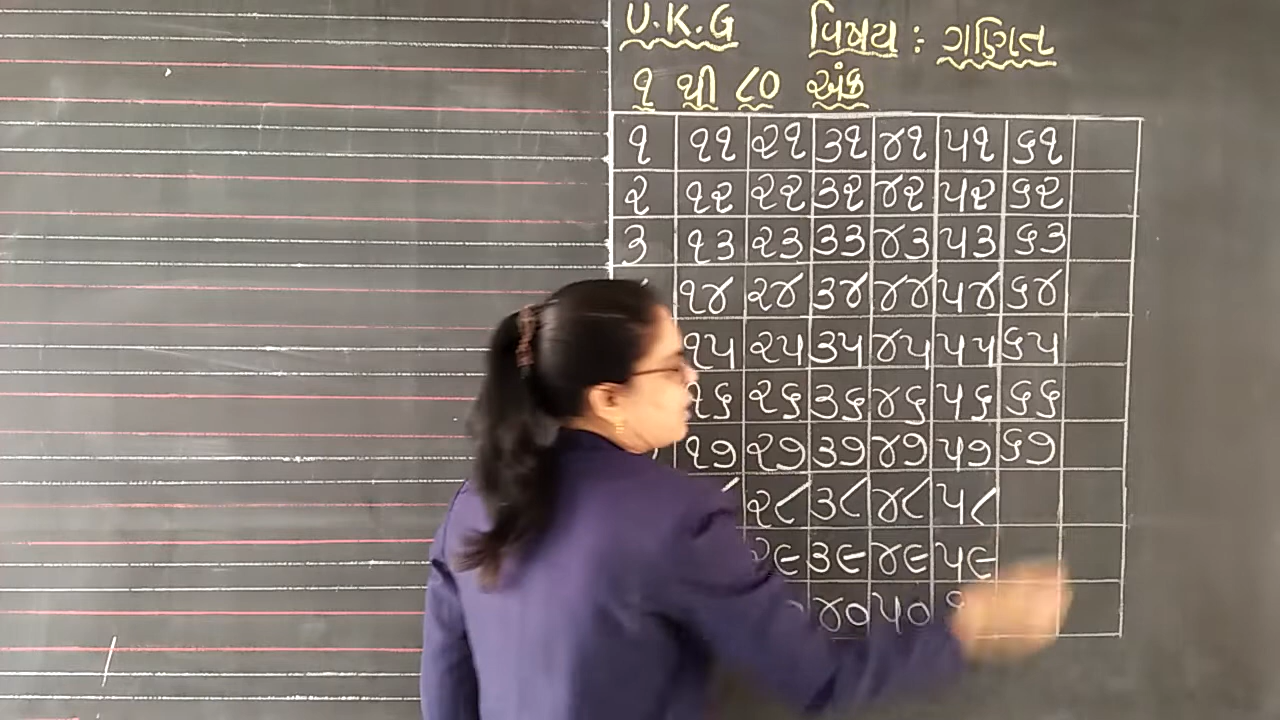 U.K.G વિષય : ગણિત
૧ થી ૮૦ અંક
૧ ૧૧ ૨૧ ૩૧ ૪૧ ૫૧ ૬૧
૨ ૧૨ ૨૨ ૩૨ ૪૨ ૫૨ ૬૨
૩ ૧૩ ૨૩ ૩૩ ૪૩ ૫૩ ૬૩
૧૪ ૨૪ ૩૪ ૪૪ ૫૪ ૬૪
૧૫ ૨૫ ૩૫ ૪૫ ૫૫ ૬૫
૧૬ ૨૬ ૩૬ ૪૬ ૫૬ ૬૬
૧૭ ૨૭ ૩૭ ૪૭ ૫૭ ૬૭
૨૮ ૩૮ ૪૮ ૫૮
૨૯ ૩૯ ૪૯ ૫૯
૪૦ ૫૦